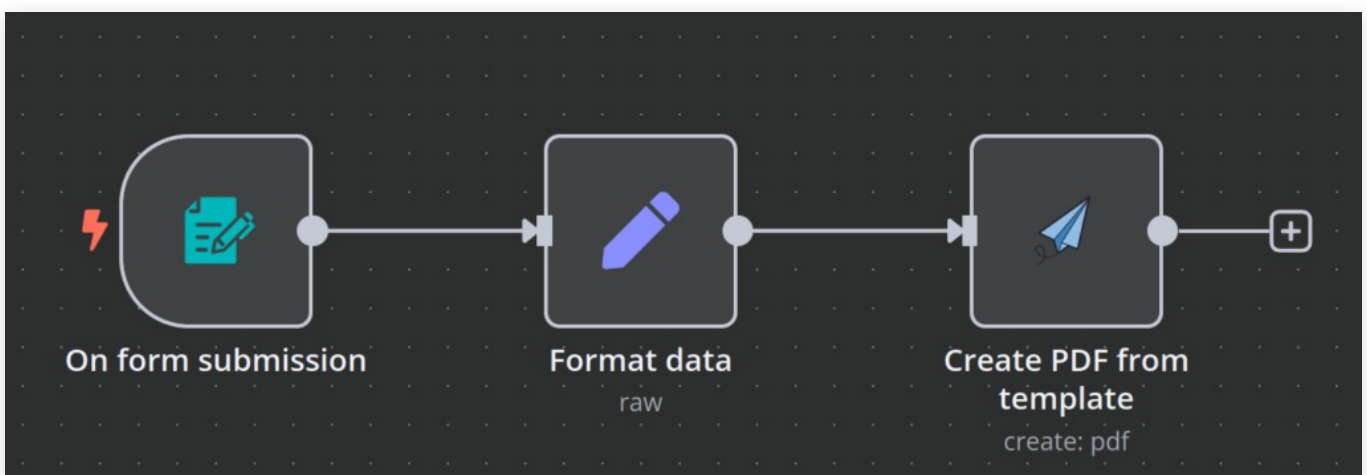 On form submission
Format data
raw
Create PDF from
template
create: pdf